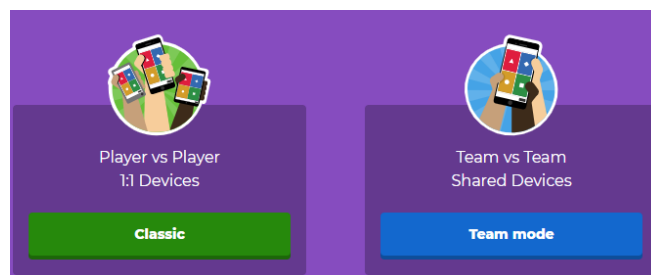 Player vs Player
1:1 Devices
Classic
Team vs Team
Shared Devices
Team mode